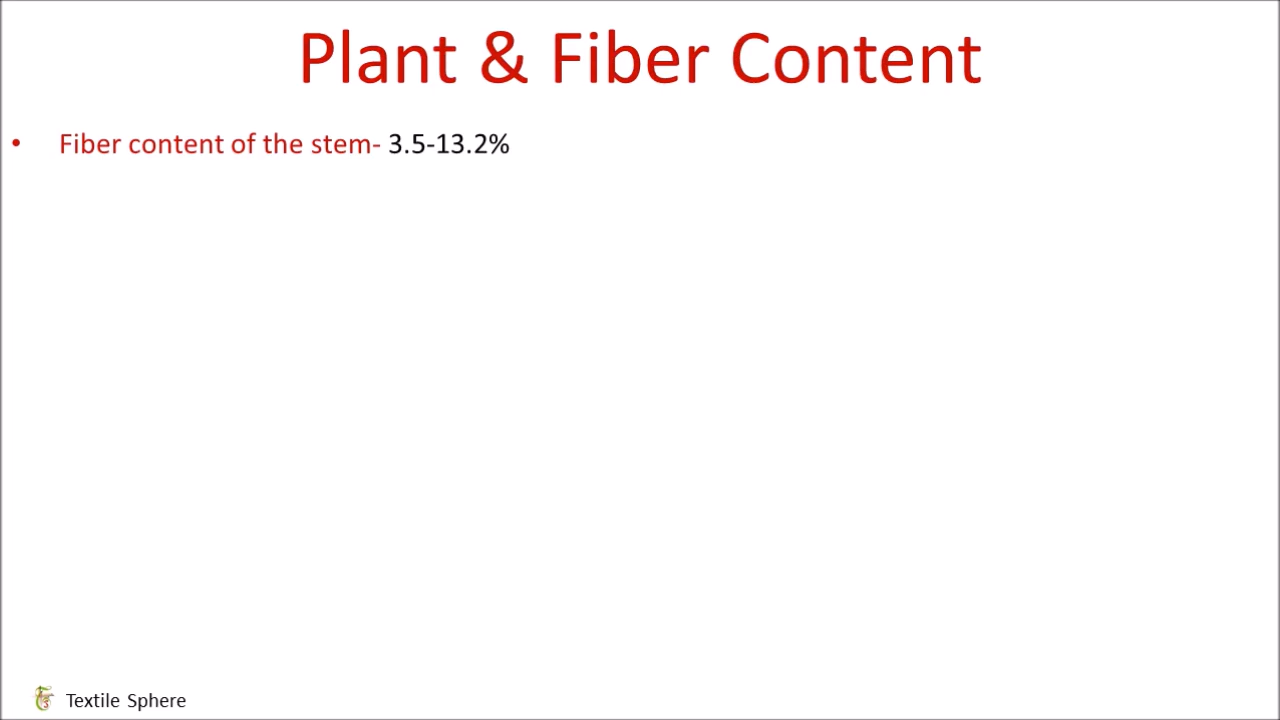 Plant & Fiber Content
• Fiber content of the stem- 3.5-13.2%
Textile Sphere